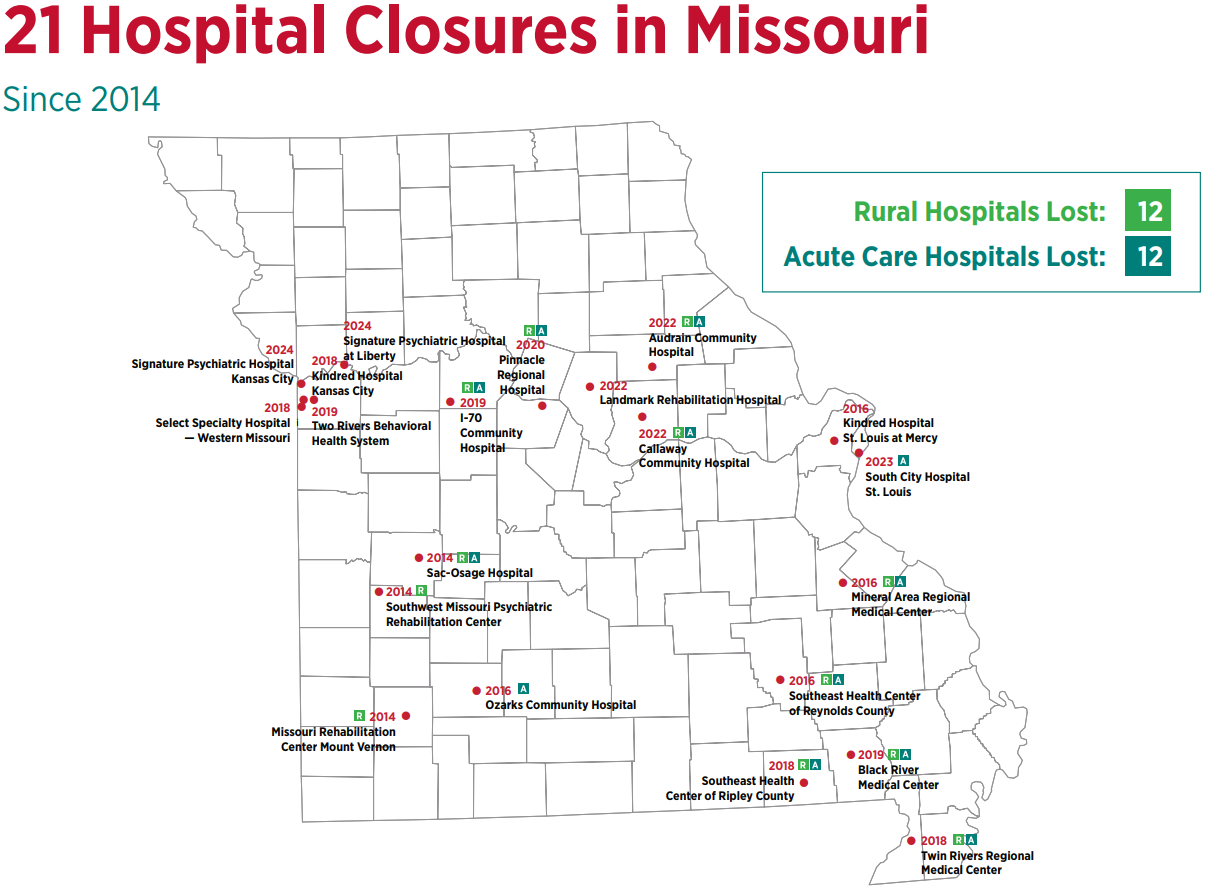 21 Hospital Closures in Missouri
Since 2014
Rural Hospitals Lost: 12
Acute Care Hospitals Lost: 12
2024
Signature Psychiatric Hospital
at Liberty
2024
Signature Psychiatric Hospital
Kansas City
2018
Kindred Hospital
Kansas City
2018
Select Specialty Hospital
— Western Missouri
2019
Two Rivers Behavioral
Health System
R A
2019
I-70
Community
Hospital
R A
2020
Pinnacle
Regional
Hospital
2022 R A
Audrain Community
Hospital
2022
Landmark Rehabilitation Hospital
2022 R A
Callaway
Community Hospital
2016
Kindred Hospital
St. Louis at Mercy
2023 A
South City Hospital
St. Louis
2014 R A
Sac-Osage Hospital
2014 R
Southwest Missouri Psychiatric
Rehabilitation Center
2016 R A
Mineral Area Regional
Medical Center
2016 A
Ozarks Community Hospital
2016 R A
Southeast Health Center
of Reynolds County
R 2014
Missouri Rehabilitation
Center Mount Vernon
2018 R A
Southeast Health
Center of Ripley County
2019 R A
Black River
Medical Center
2018 R A
Twin Rivers Regional
Medical Center